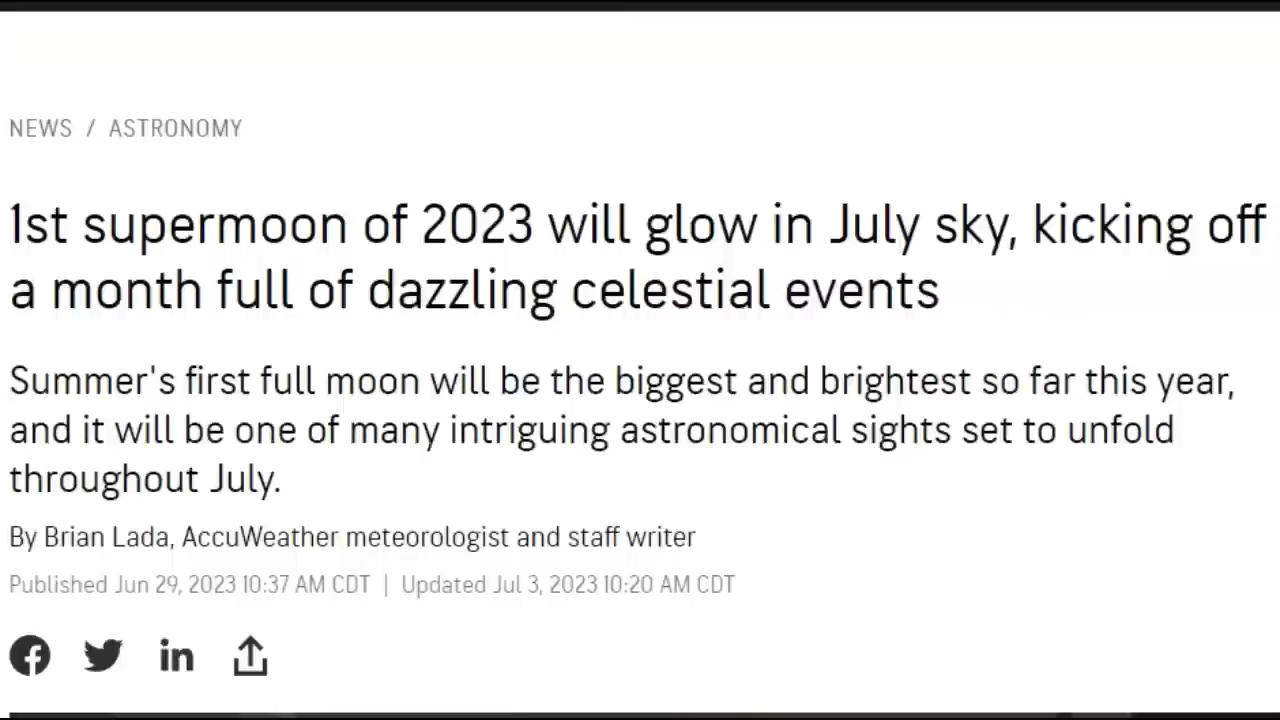 NEWS / ASTRONOMY
1st supermoon of 2023 will glow in July sky, kicking off
a month full of dazzling celestial events
Summer's first full moon will be the biggest and brightest so far this year,
and it will be one of many intriguing astronomical sights set to unfold
throughout July.
By Brian Lada, AccuWeather meteorologist and staff writer
Published Jun 29, 2023 10:37 AM CDT | Updated Jul 3, 2023 10:20 AM CDT